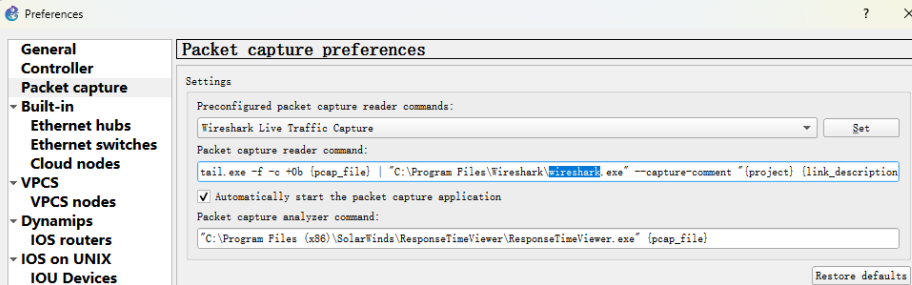 Preferences
? ×
General
Controller
Packet capture
Built-in
Ethernet hubs
Ethernet switches
Cloud nodes
VPCS
VPCS nodes
Dynamips
IOS routers
IOS on UNIX
IOU Devices
Packet capture preferences
Settings
Preconfigured packet capture reader commands:
Wireshark Live Traffic Capture
Set
Packet capture reader command:
tail.exe -f -c +0b {pcap_file} | "C:\Program Files\Wireshark\wireshark.exe" --capture-comment "{project} {link_description
Automatically start the packet capture application
Packet capture analyzer command:
"C:\Program Files (x86)\SolarWinds\ResponseTimeViewer\ResponseTimeViewer.exe" {pcap_file}
Restore defaults